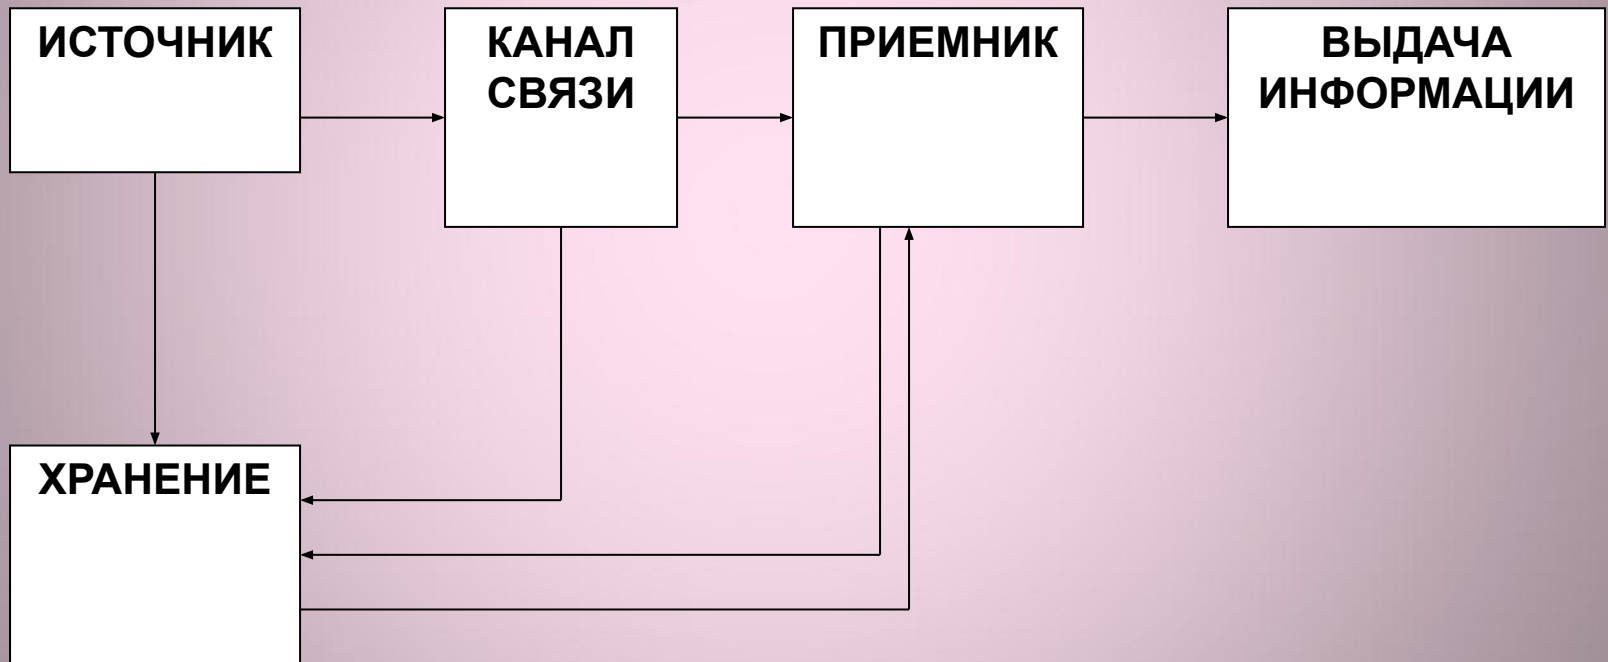 ИСТОЧНИК
КАНАЛ
СВЯЗИ
ПРИЕМНИК
ВЫДАЧА
ИНФОРМАЦИИ
ХРАНЕНИЕ